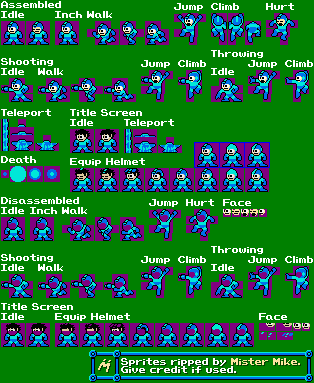 Assembled
Idle Inch Walk Jump Climb Hurt
Shooting Throwing
Idle Walk Jump Climb Idle Jump Climb
Teleport Title Screen
Idle Teleport
Death Equip Helmet
Disassembled
Idle Inch Walk Jump Hurt Face
Shooting Throwing
Idle Walk Jump Climb Idle Jump Climb
Title Screen
Idle Equip Helmet Face
Sprites ripped by Mister Mike.
Give credit if used.